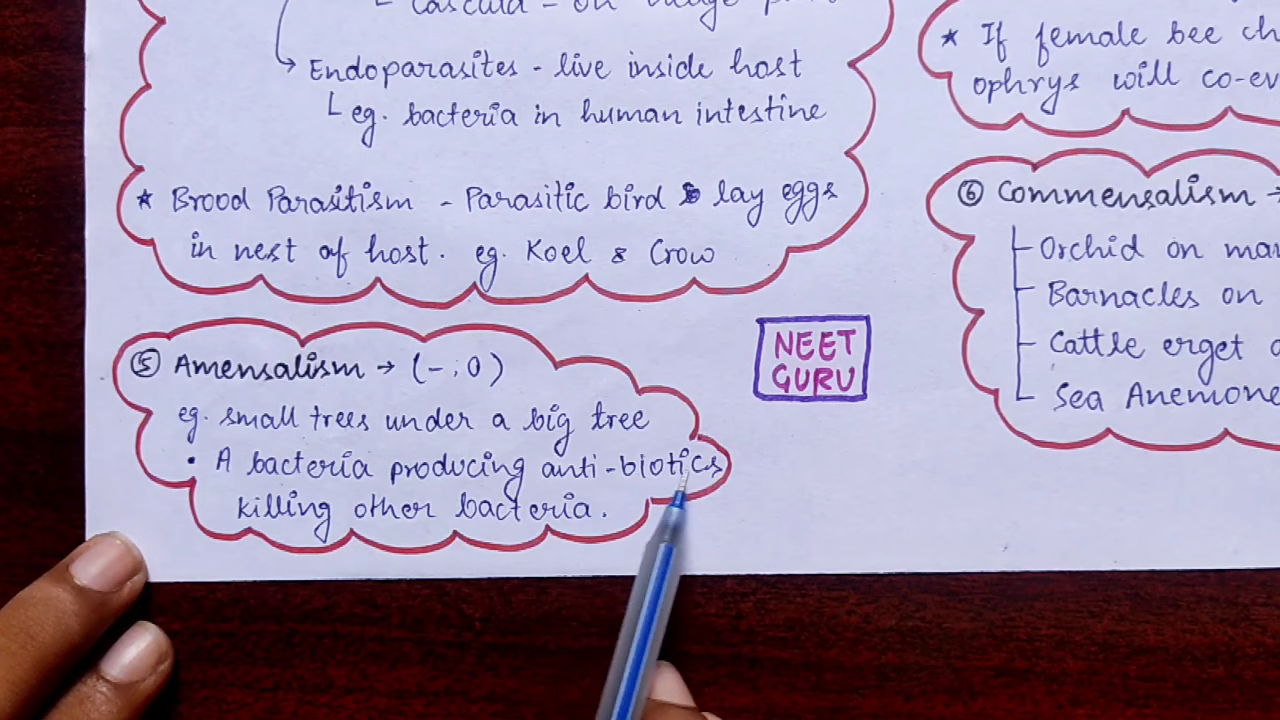 Endoparasites - live inside host
eg. bacteria in human intestine
* Brood Parasitism - Parasitic bird lay eggs
in nest of host. eg. Koel & Crow
⑤ Amensalism → (-, 0)
eg. small trees under a big tree
• A bacteria producing anti-biotics
killing other bacteria.
NEET
GURU
* If female bee
ophrys will
⑥ Commensalism →
Orchid on
Barnacles on
Cattle erget
Sea Anemone